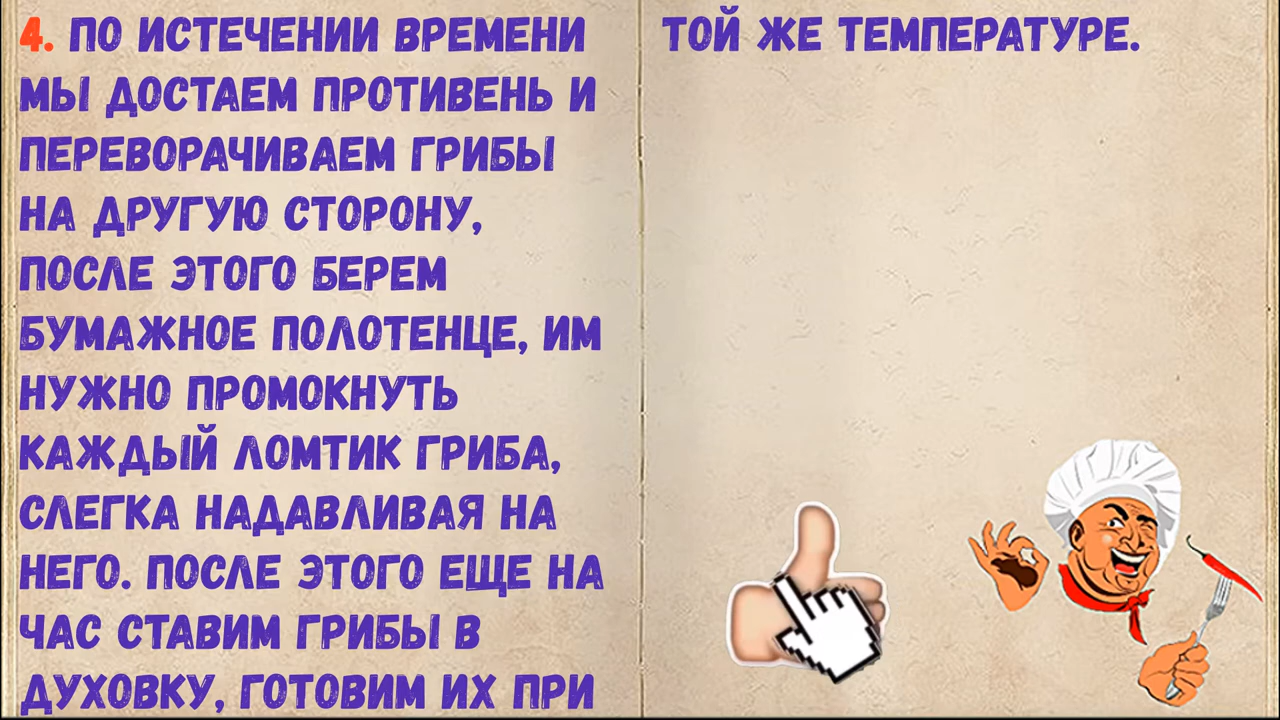 4. ПО ИСТЕЧЕНИИ ВРЕМЕНИ
МЫ ДОСТАЕМ ПРОТИВЕНЬ И
ПЕРЕВОРАЧИВАЕМ ГРИБЫ
НА ДРУГУЮ СТОРОНУ,
ПОСЛЕ ЭТОГО БЕРЕМ
БУМАЖНОЕ ПОЛОТЕНЦЕ, ИМ
НУЖНО ПРОМОКНУТЬ
КАЖДЫЙ ЛОМТИК ГРИБА,
СЛЕГКА НАДАВЛИВАЯ НА
НЕГО. ПОСЛЕ ЭТОГО ЕЩЕ НА
ЧАС СТАВИМ ГРИБЫ В
ДУХОВКУ, ГОТОВИМ ИХ ПРИ
ТОЙ ЖЕ ТЕМПЕРАТУРЕ.